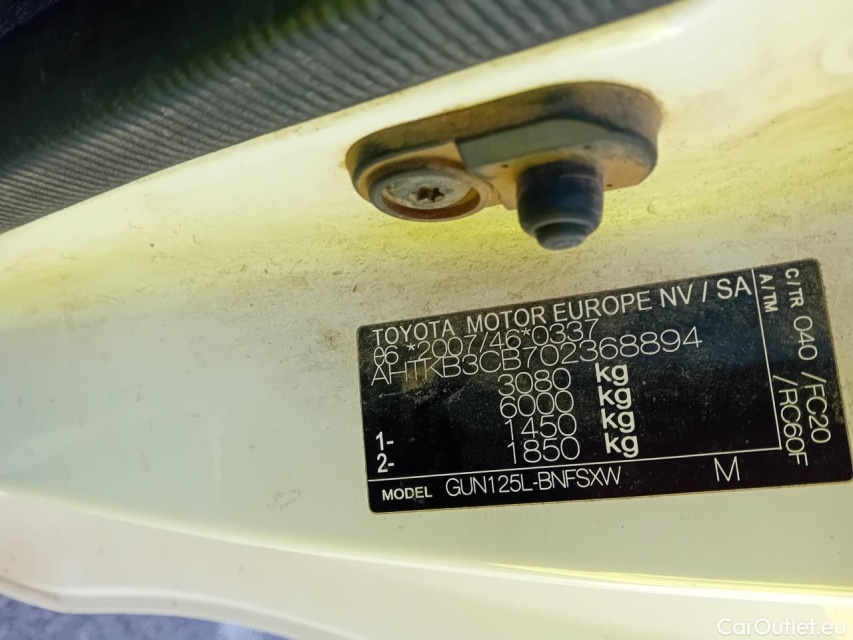 TOYOTA MOTOR EUROPE NV / SA
e6 *2007/46*0337
AHTKB3CB702368894
3080 kg
6000 kg
1- 1450 kg
2- 1850 kg
MODEL GUN125L-BNFSXW M
C/TR 040 /FC20
A/TM /RC60F
CarOutlet.eu